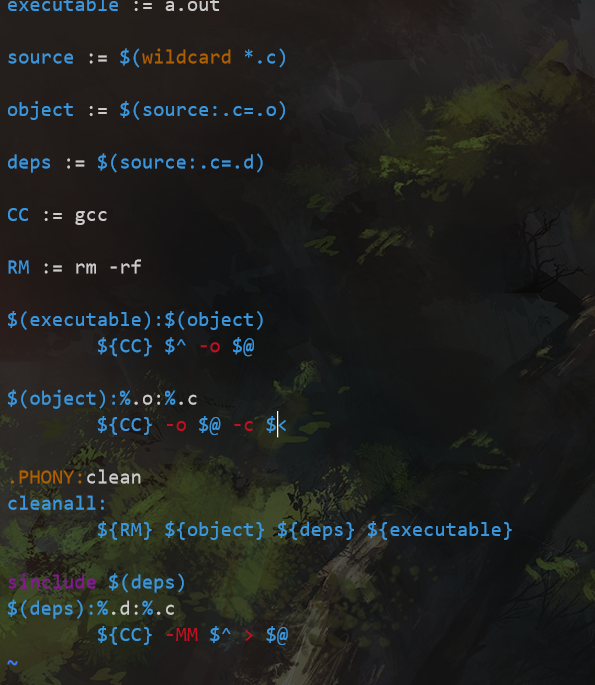 executable := a.out
source := $(wildcard *.c)
object := $(source:.c=.o)
deps := $(source:.c=.d)
CC := gcc
RM := rm -rf
$(executable):$(object)
${CC} $^ -o $@
$(object):%.o:%.c
${CC} -o $@ -c $<
.PHONY:clean
cleanall:
${RM} ${object} ${deps} ${executable}
sinclude $(deps)
$(deps):%.d:%.c
${CC} -MM $^ > $@
~